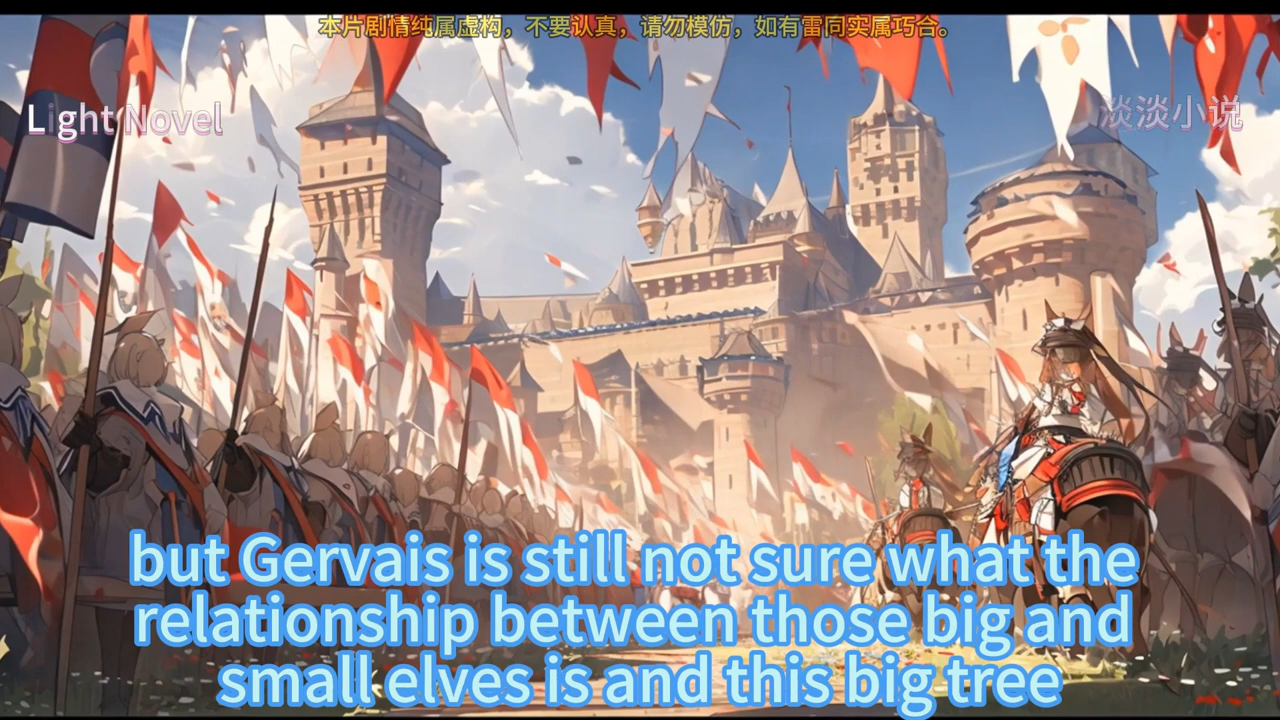 本片剧情纯属虚构，不要认真，请勿模仿，如有雷同实属巧合。
Light Novel
淡淡小说
but Gervais is still not sure what the
relationship between those big and
small elves is and this big tree